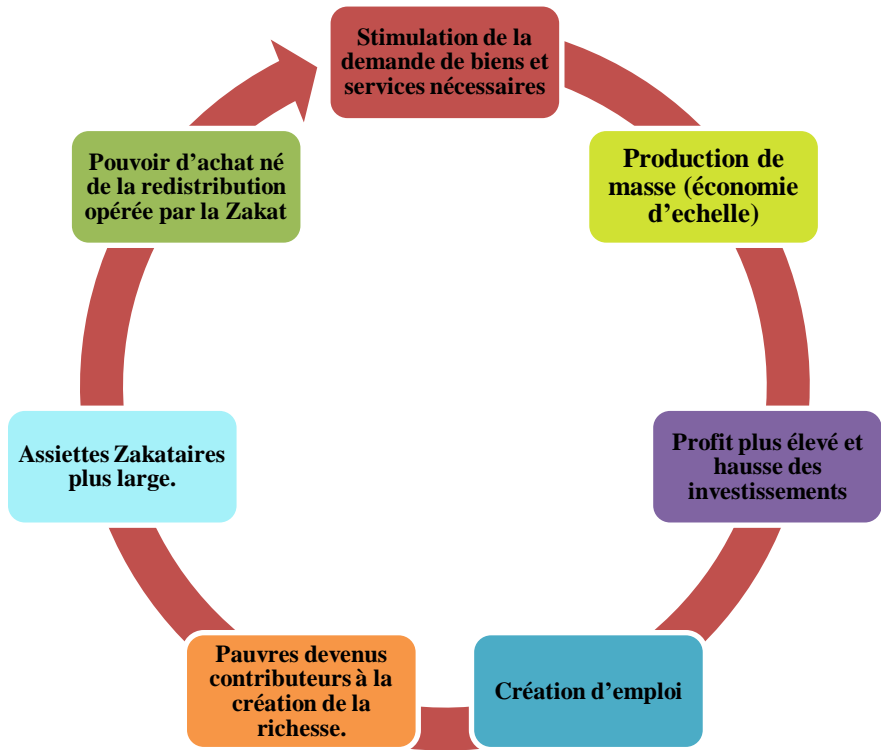 Stimulation de la
demande de biens et
services nécessaires
Production de
masse (économie
d’echelle)
Profit plus élevé et
hausse des
investissements
Création d’emploi
Pauvres devenus
contributeurs à la
création de la
richesse.
Assiettes Zakataires
plus large.
Pouvoir d’achat né
de la redistribution
opérée par la Zakat